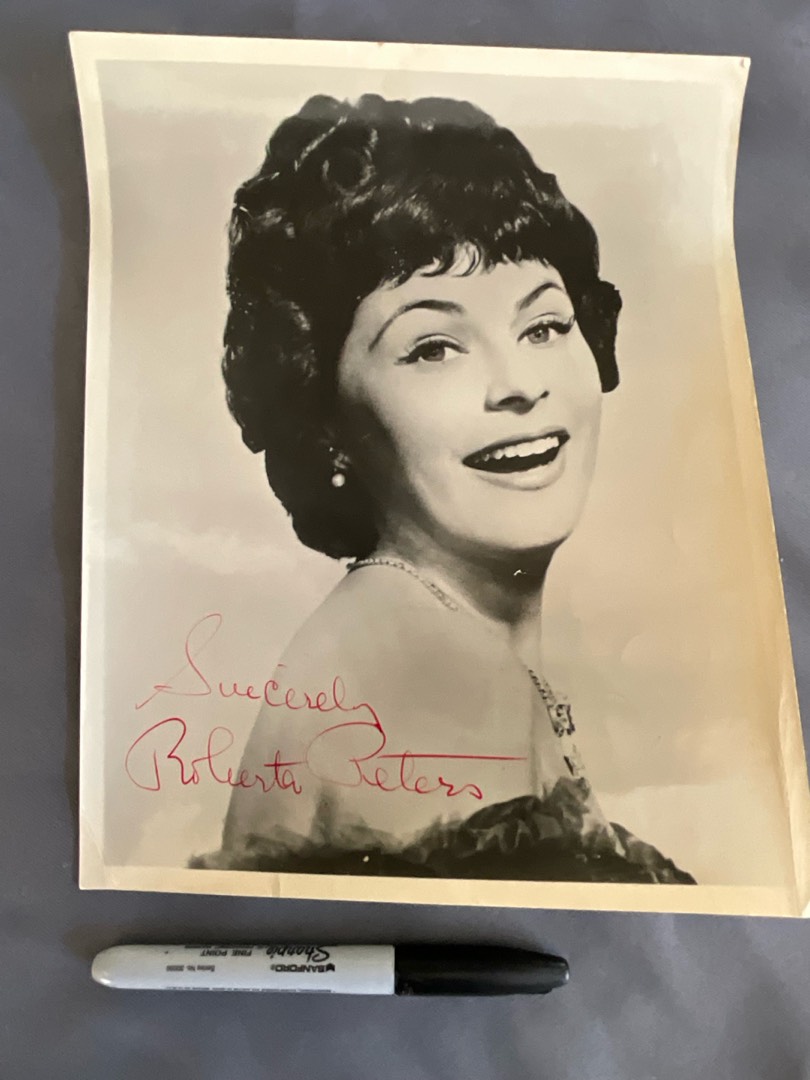 Sincerely
Roberta Peters
SANFORD®
Sharpie
FINE POINT